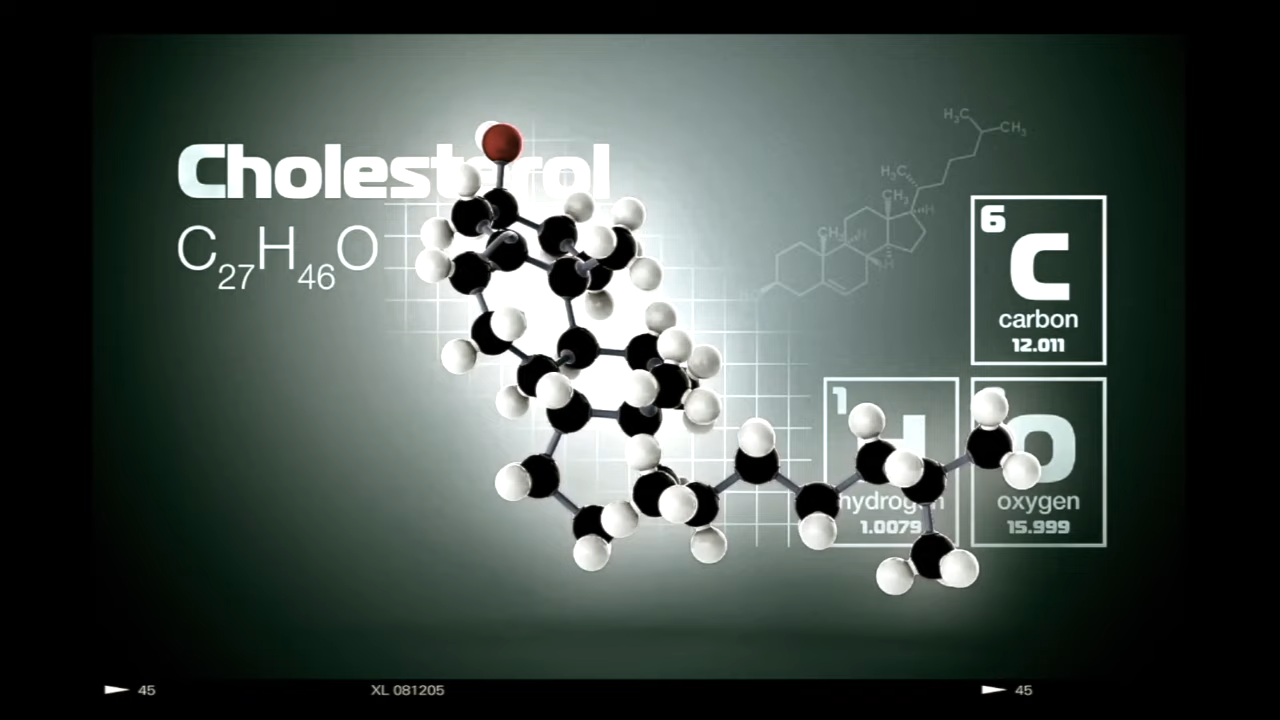 Cholesterol
C27H46O
H3C
CH3
H3C
CH3
CH3
H
H
H
6
C
carbon
12.011
1
H
hydrogen
1.0079
O
oxygen
15.999
45
XL 081205
45